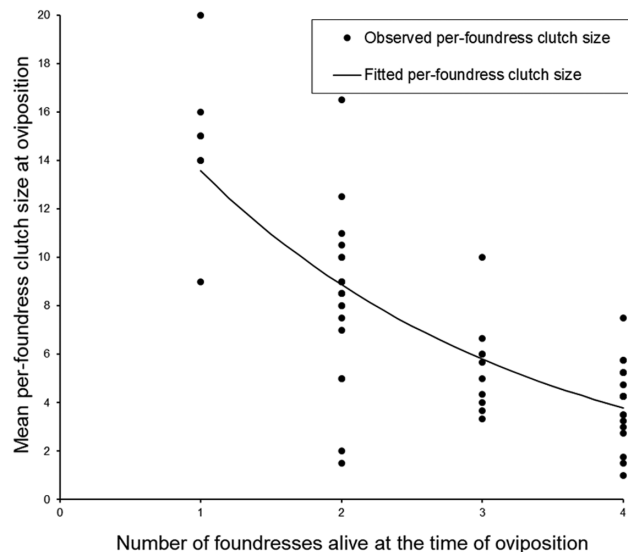 Observed per-foundress clutch size
Fitted per-foundress clutch size
Mean per-foundress clutch size at oviposition
20
18
16
14
12
10
8
6
4
2
0
0 1 2 3 4
Number of foundresses alive at the time of oviposition